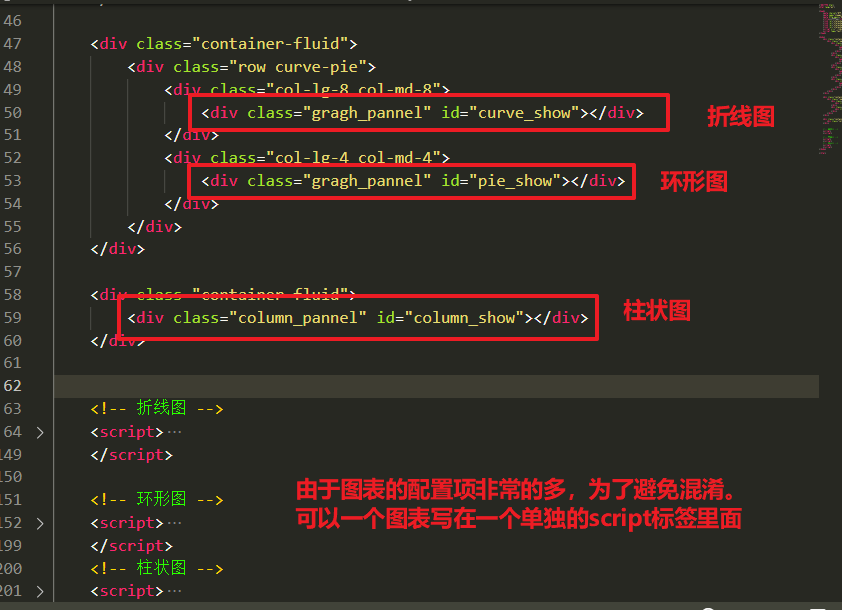 46
47 <div class="container-fluid">
48 <div class="row curve-pie">
49 <div class="col-lg-8 col-md-8">
50 <div class="gragh_pannel" id="curve_show"></div> 折线图
51 </div>
52 <div class="col-lg-4 col-md-4">
53 <div class="gragh_pannel" id="pie_show"></div> 环形图
54 </div>
55 </div>
56 </div>
57
58 <div class="container-fluid">
59 <div class="column_pannel" id="column_show"></div> 柱状图
60 </div>
61
62
63 <!-- 折线图 -->
64 <script>…
149 </script>
150
151 <!-- 环形图 -->
152 <script>…
199 </script>
200 <!-- 柱状图 -->
201 <script>…
由于图表的配置项非常的多，为了避免混淆。
可以一个图表写在一个单独的script标签里面